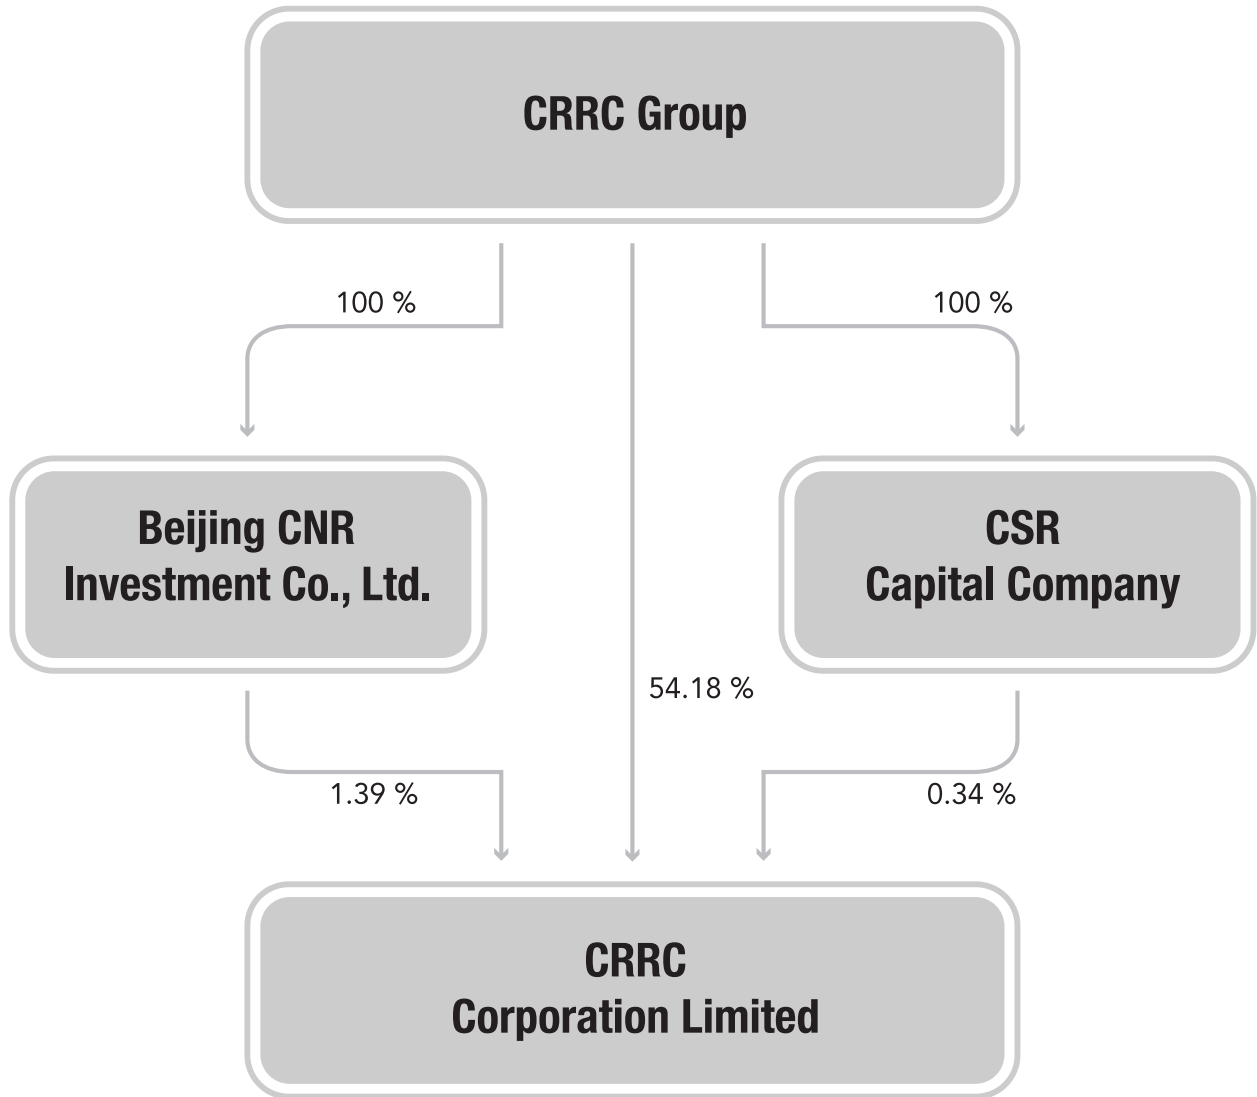 CRRC Group
100 %
100 %
Beijing CNR
Investment Co., Ltd.
CSR
Capital Company
54.18 %
1.39 %
0.34 %
CRRC
Corporation Limited